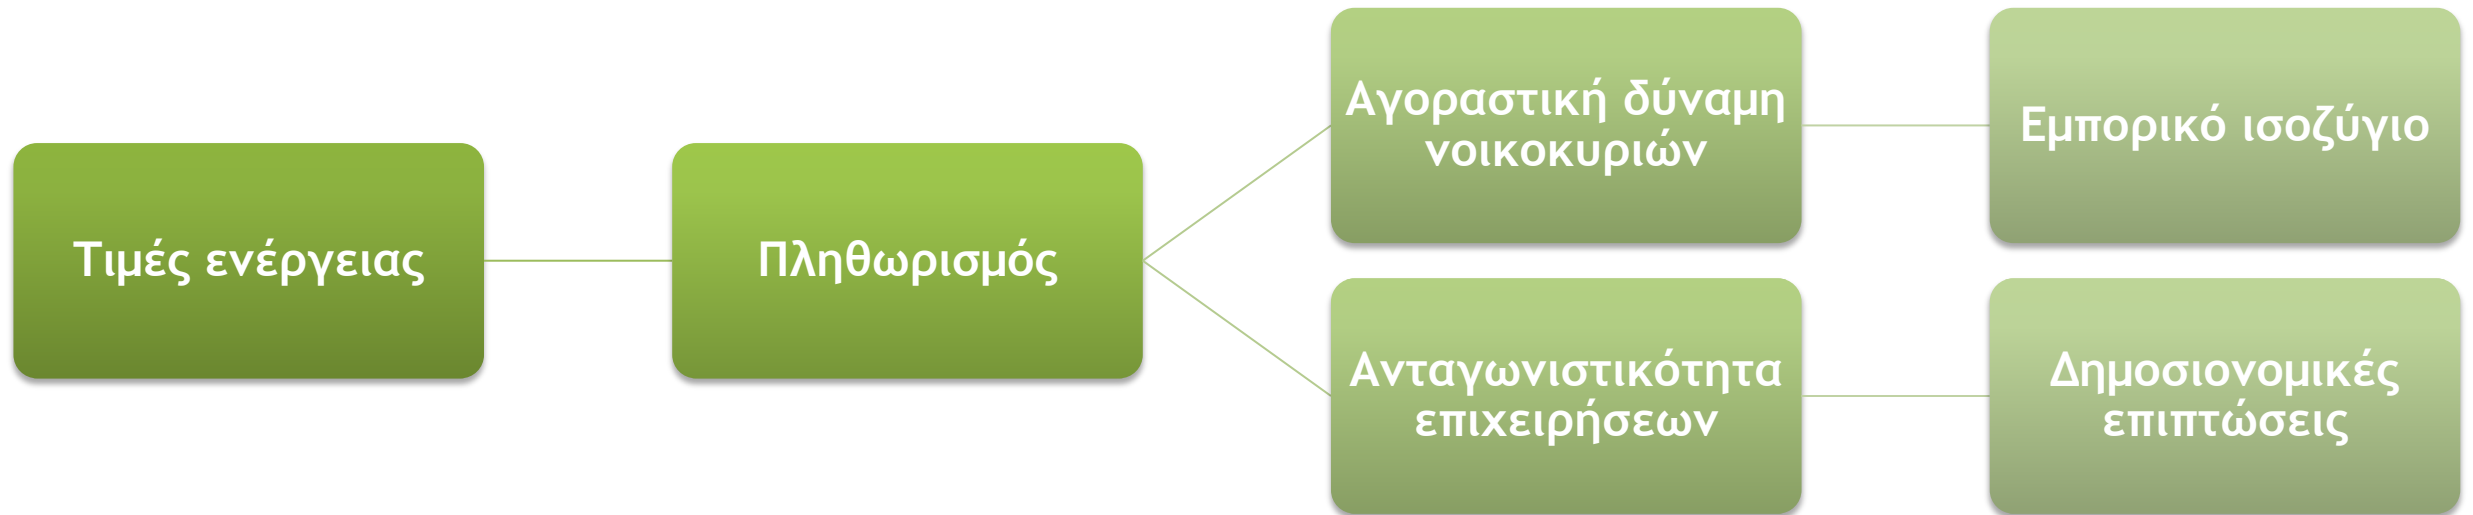 Τιμές ενέργειας
Πληθωρισμός
Αγοραστική δύναμη
νοικοκυριών
Εμπορικό ισοζύγιο
Ανταγωνιστικότητα
επιχειρήσεων
Δημοσιονομικές
επιπτώσεις